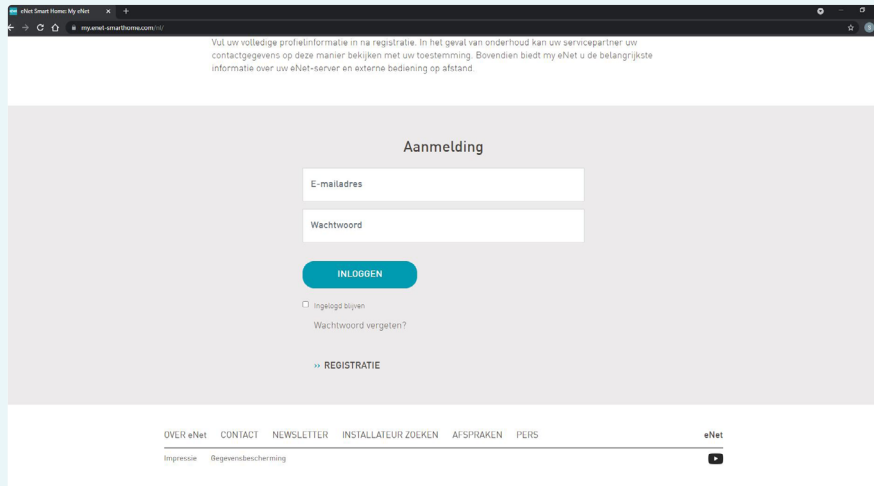 eNet Smart Home: My eNet
my.enet-smarthome.com/nl/
Vul uw volledige profielinformatie in na registratie. In het geval van onderhoud kan uw servicepartner uw
contactgegevens op deze manier bekijken met uw toestemming. Bovendien biedt my eNet u de belangrijkste
informatie over uw eNet-server en externe bediening op afstand.
Aanmelding
E-mailadres
Wachtwoord
INLOGGEN
Ingelogd blijven
Wachtwoord vergeten?
›› REGISTRATIE
OVER eNet CONTACT NEWSLETTER INSTALLATEUR ZOEKEN AFSPRAKEN PERS eNet
Impressie Gegevensbescherming